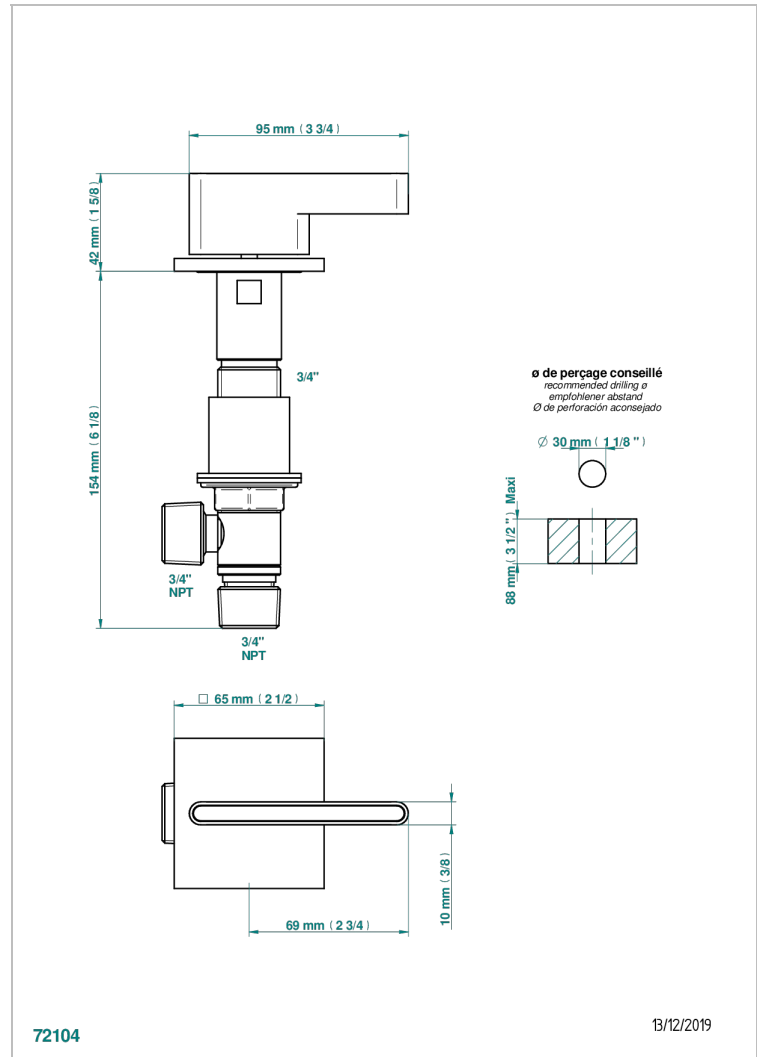 95 mm ( 3 3/4 )
42 mm ( 1 5/8 )
3/4"
154 mm ( 6 1/8 )
3/4"
NPT
3/4"
NPT
ø de perçage conseillé
recommended drilling ø
empfohlener abstand
Ø de perforación aconsejado
∅ 30 mm ( 1 1/8 " )
88 mm ( 3 1/2 " ) Maxi
□ 65 mm ( 2 1/2 )
10 mm ( 3/8 )
69 mm ( 2 3/4 )
72104
13/12/2019